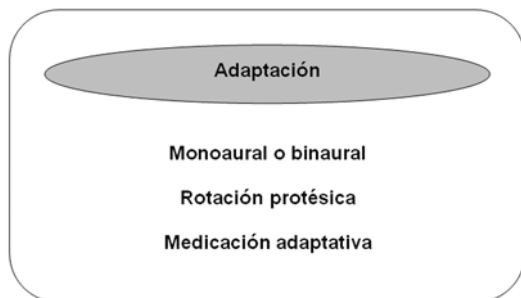 Adaptación
Monoaural o binaural
Rotación protésica
Medicación adaptativa